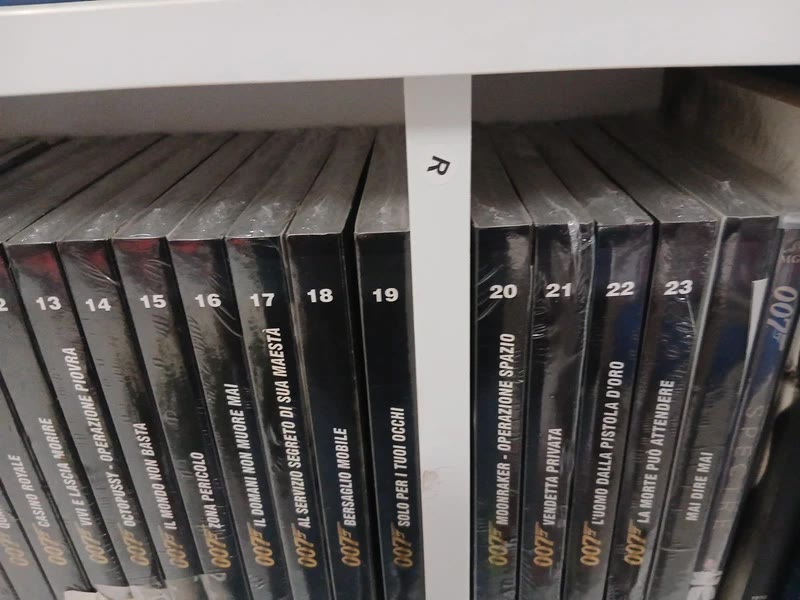 CASINO ROYALE
2
007 VIVI E LASCIA MORIRE
13
007 OCTOPUSSY - OPERAZIONE PIOVRA
14
007 IL MONDO NON BASTA
15
007 ZONA PERICOLO
16
007 IL DOMANI NON MUORE MAI
17
007 AL SERVIZIO SEGRETO DI SUA MAESTÀ
18
007 BERSAGLIO MOBILE
19
007 SOLO PER I TUOI OCCHI
R
20
007 MOONRAKER - OPERAZIONE SPAZIO
21
007 VENDETTA PRIVATA
22
007 L'UOMO DALLA PISTOLA D'ORO
23
007 LA MORTE PUÒ ATTENDERE
MAI DIRE MAI
SPECTRE
MGM
007